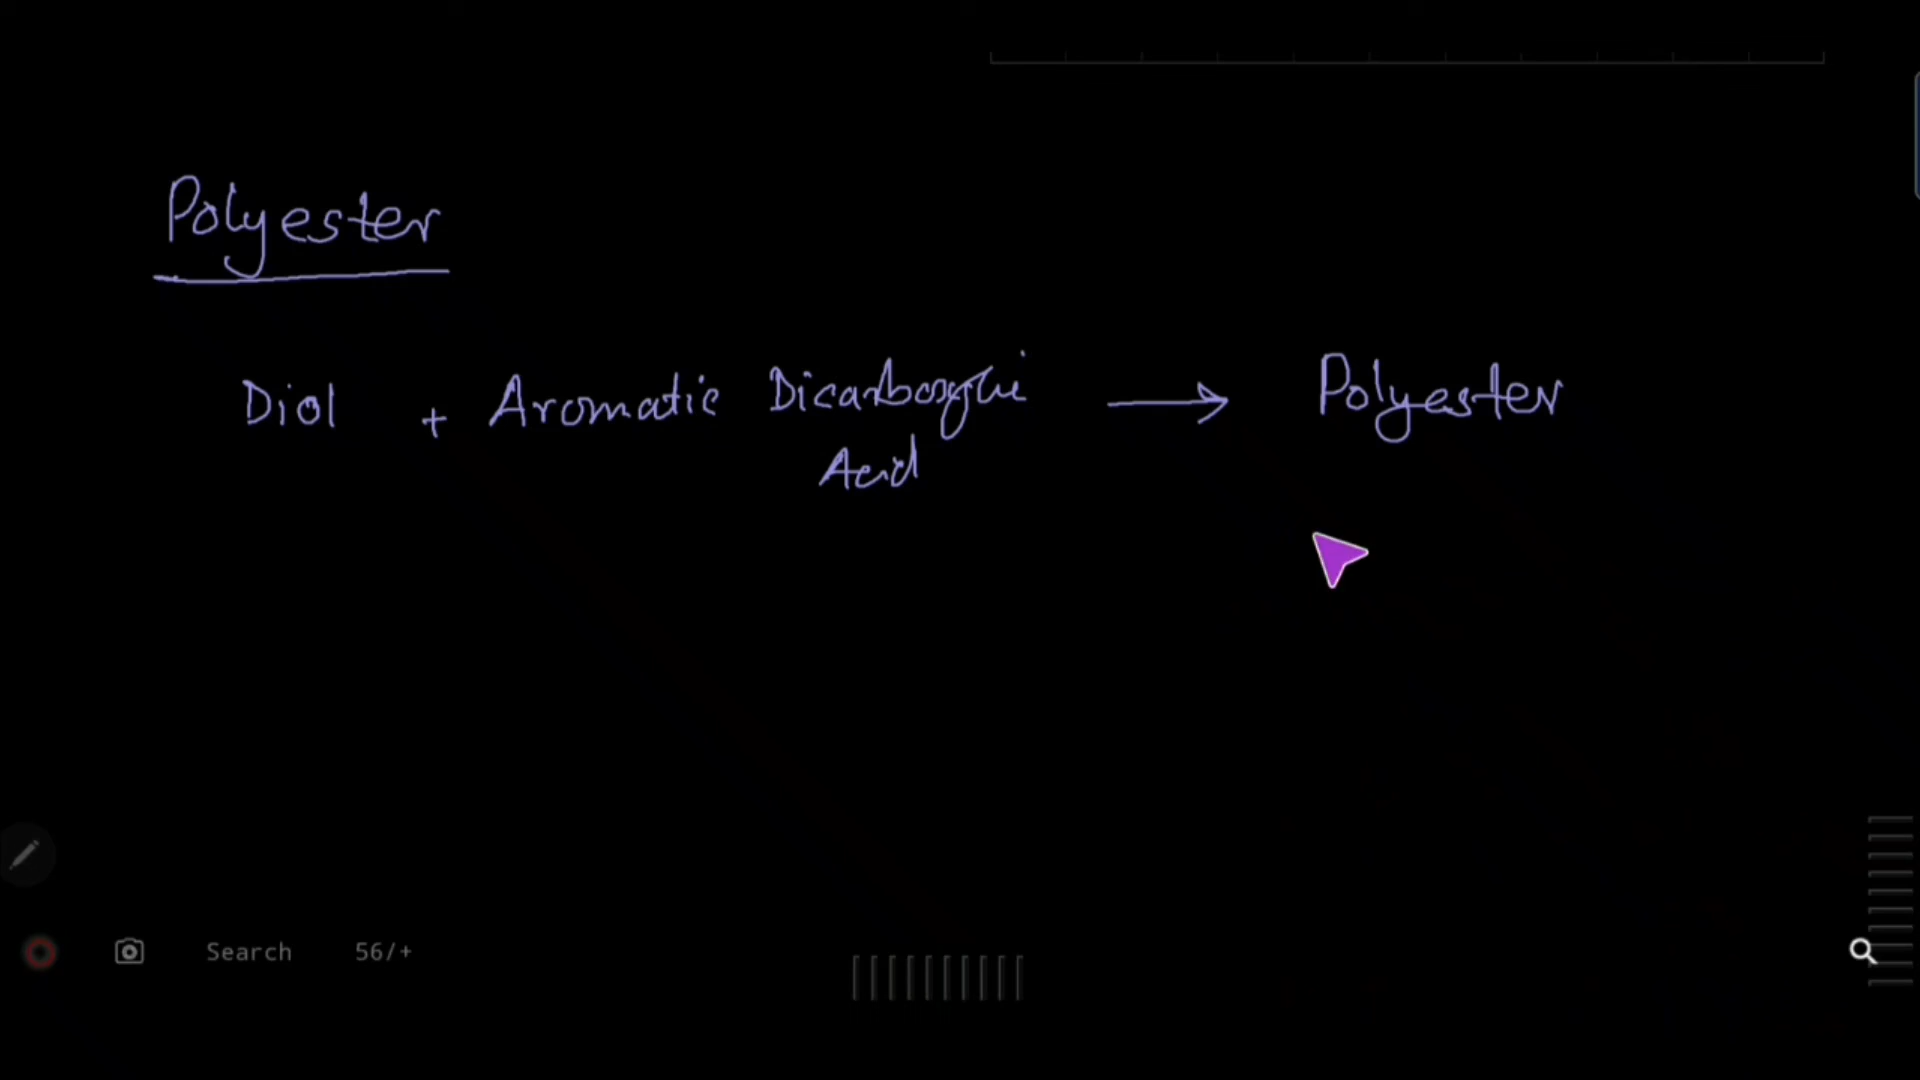 Polyester
Diol + Aromatic Dicarboxylic Acid → Polyester
Search 56/+